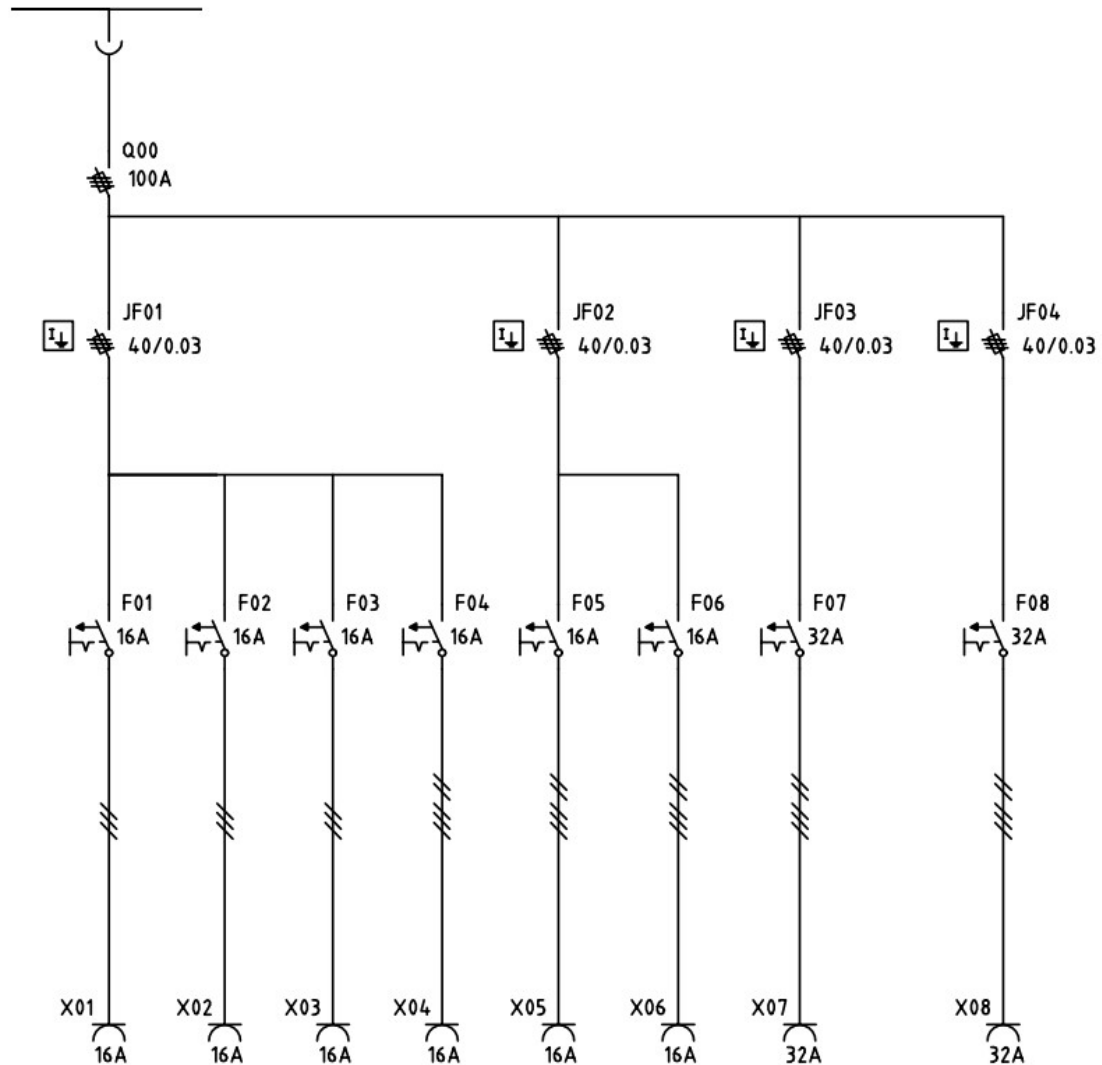 Q00
100A
JF01
JF02
JF03
JF04
I
40/0.03
I
40/0.03
I
40/0.03
I
40/0.03
F01
F02
F03
F04
F05
F06
F07
F08
16A
16A
16A
16A
16A
16A
32A
32A
X01
X02
X03
X04
X05
X06
X07
X08
16A
16A
16A
16A
16A
16A
32A
32A